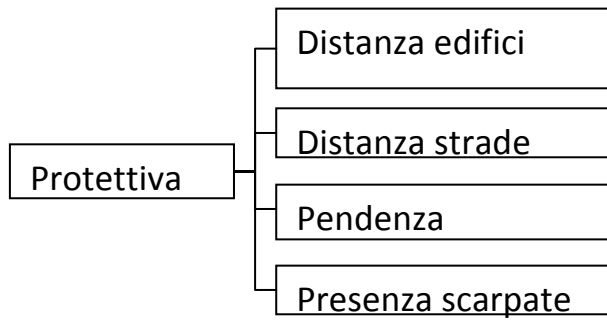 Protettiva
Distanza edifici
Distanza strade
Pendenza
Presenza scarpate